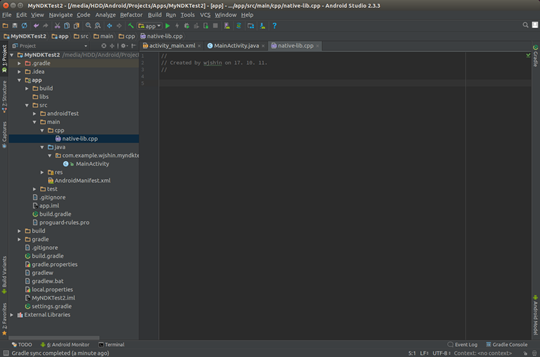 MyNDKTest2 - [/media/HDD/Android/Projects/Apps/MyNDKTest2] - [app] - .../app/src/main/cpp/native-lib.cpp - Android Studio 2.3.3
File Edit View Navigate Code Analyze Refactor Build Run Tools VCS Window Help
app
MyNDKTest2 app src main cpp native-lib.cpp
Project
activity_main.xml MainActivity.java native-lib.cpp
MyNDKTest2 /media/HDD/Android/Project
.gradle
.idea
app
build
libs
src
androidTest
main
cpp
native-lib.cpp
java
com.example.wjshin.myndkte
MainActivity
res
AndroidManifest.xml
test
.gitignore
app.iml
build.gradle
proguard-rules.pro
build
gradle
.gitignore
build.gradle
gradle.properties
gradlew
gradlew.bat
local.properties
MyNDKTest2.iml
settings.gradle
External Libraries
1: Project
Z: Structure
Captures
Build Variants
2: Favorites
1
2
3
4
5
//
// Created by wjshin on 17. 10. 11.
//
Gradle
Android Model
TODO 6: Android Monitor Terminal
Event Log Gradle Console
Gradle sync completed (a minute ago)
5:1 LF÷ UTF-8÷ Context: <no context>